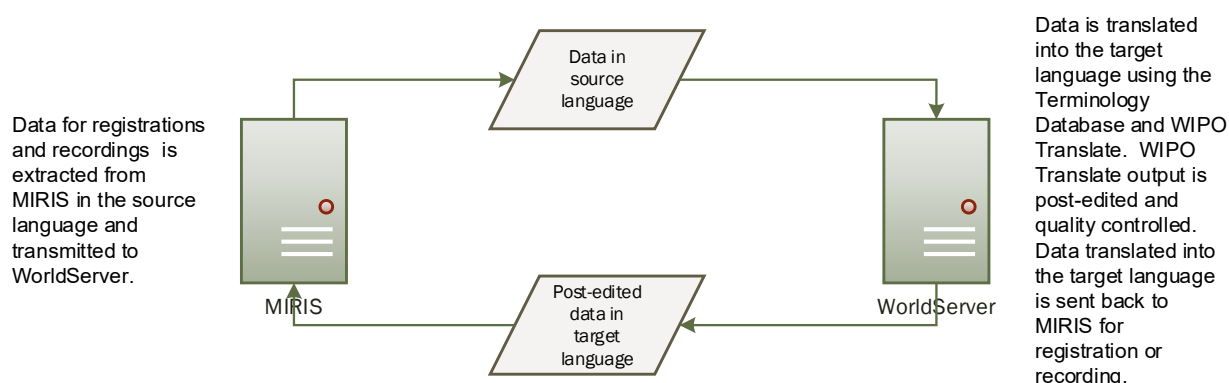 Data for registrations
and recordings is
extracted from
MIRIS in the source
language and
transmitted to
WorldServer.
MIRIS
Data in
source
language
Post-edited
data in
target
language
WorldServer
Data is translated
into the target
language using the
Terminology
Database and WIPO
Translate. WIPO
Translate output is
post-edited and
quality controlled.
Data translated into
the target language
is sent back to
MIRIS for
registration or
recording.